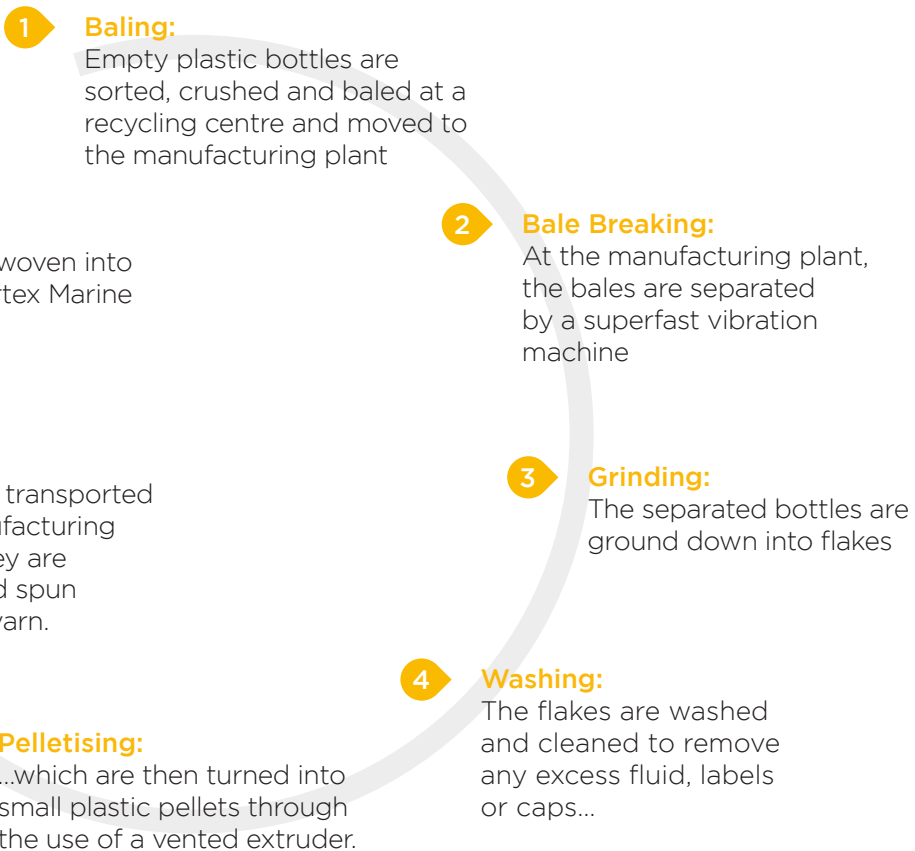 1
Baling:
Empty plastic bottles are
sorted, crushed and baled at a
recycling centre and moved to
the manufacturing plant
2
Bale Breaking:
At the manufacturing plant,
the bales are separated
by a superfast vibration
machine
3
Grinding:
The separated bottles are
ground down into flakes
4
Washing:
The flakes are washed
and cleaned to remove
any excess fluid, labels
or caps...
Pelletising:
...which are then turned into
small plastic pellets through
the use of a vented extruder.
transported
ey are
spun
woven into
Marine